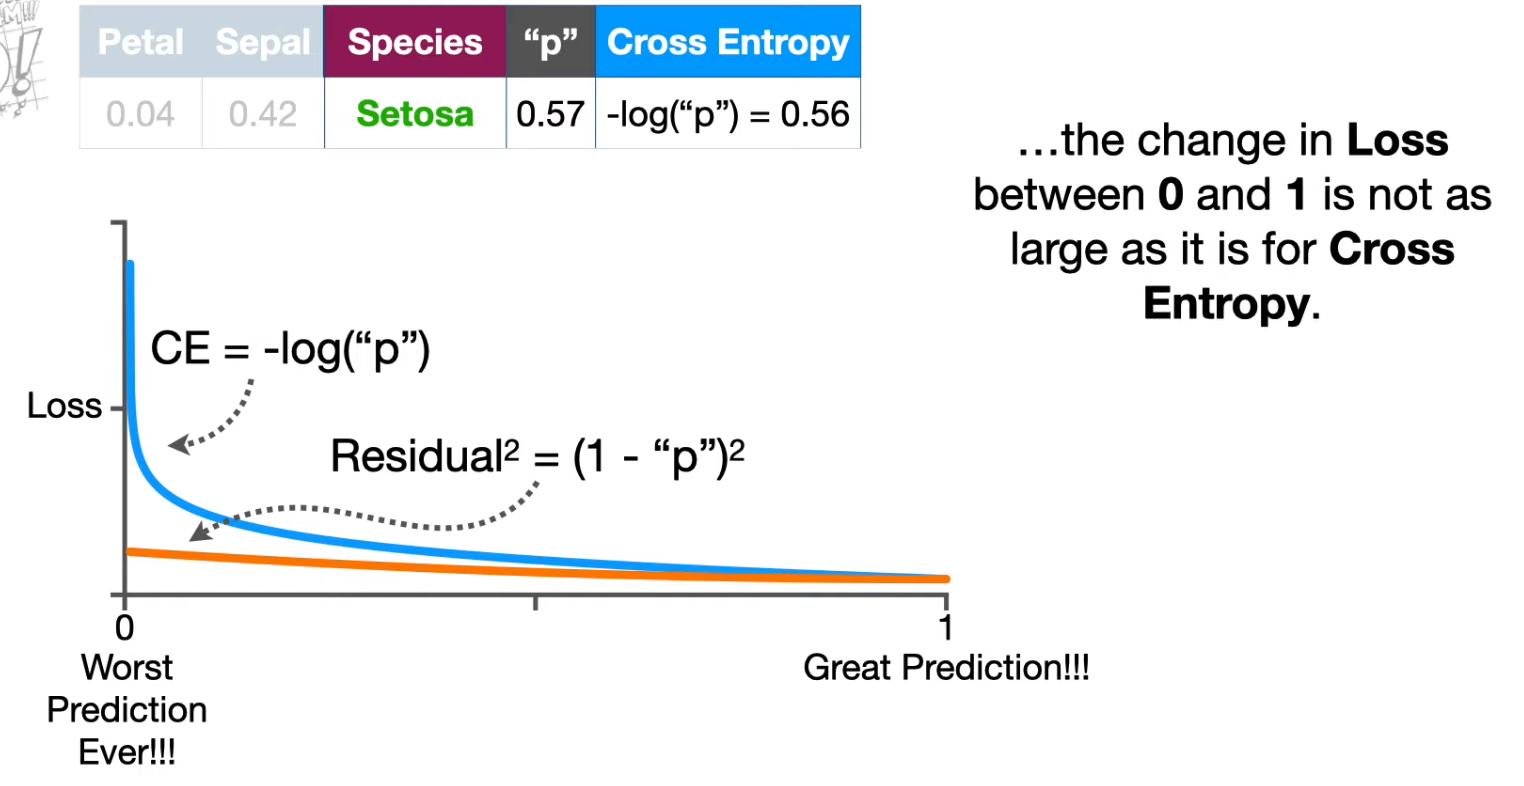 Petal Sepal Species “p” Cross Entropy
0.04 0.42 Setosa 0.57 -log(“p”) = 0.56
…the change in Loss
between 0 and 1 is not as
large as it is for Cross
Entropy.
CE = -log(“p”)
Loss
Residual² = (1 - “p”)²
0
1
Worst
Prediction
Ever!!!
Great Prediction!!!